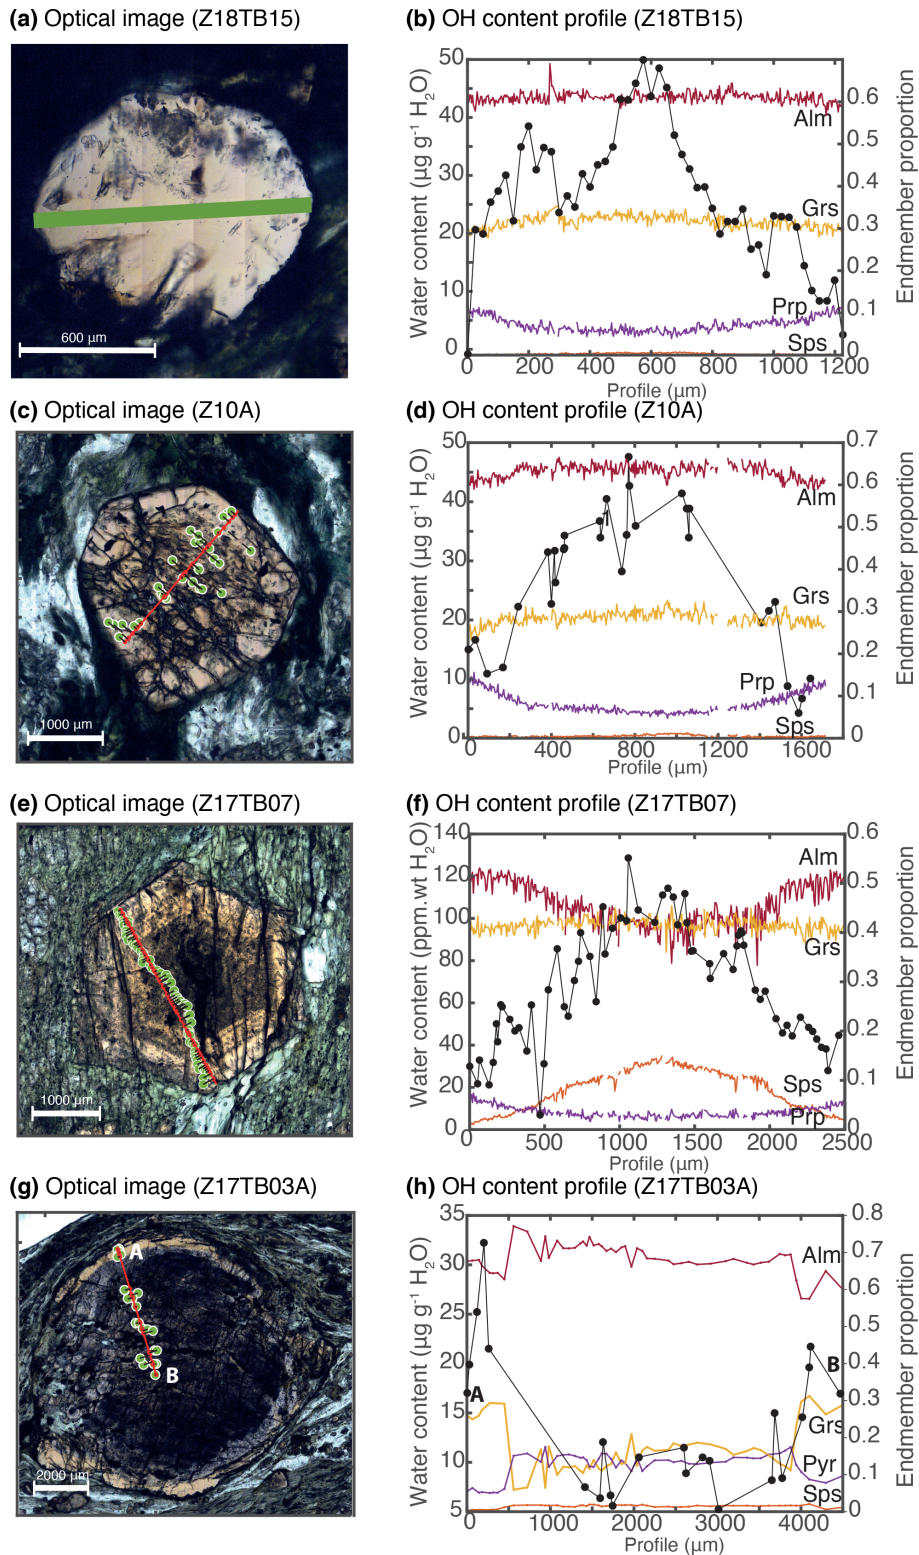 (a) Optical image (Z18TB15)
600 µm
(b) OH content profile (Z18TB15)
Water content (µg g⁻¹ H₂O)
50
40
30
20
10
0
0 200 400 600 800 1000 1200
Profile (µm)
Alm
Grs
Prp
Sps
0.6
0.5
0.4
0.3
0.2
0.1
0
Endmember proportion
(c) Optical image (Z10A)
1000 µm
(d) OH content profile (Z10A)
Water content (µg g⁻¹ H₂O)
50
40
30
20
10
0
0 400 800 1200 1600
Profile (µm)
Alm
Grs
Prp
Sps
0.7
0.6
0.5
0.4
0.3
0.2
0.1
0
Endmember proportion
(e) Optical image (Z17TB07)
1000 µm
(f) OH content profile (Z17TB07)
Water content (ppm.wt H₂O)
140
120
100
80
60
40
20
0
0 500 1000 1500 2000 2500
Profile (µm)
Alm
Grs
Sps
Prp
0.6
0.5
0.4
0.3
0.2
0.1
0
Endmember proportion
(g) Optical image (Z17TB03A)
A
B
2000 µm
(h) OH content profile (Z17TB03A)
Water content (µg g⁻¹ H₂O)
35
30
25
20
15
10
5
0 1000 2000 3000 4000
Profile (µm)
A
B
Alm
Grs
Pyr
Sps
0.8
0.7
0.6
0.5
0.4
0.3
0.2
0.1
0
Endmember proportion